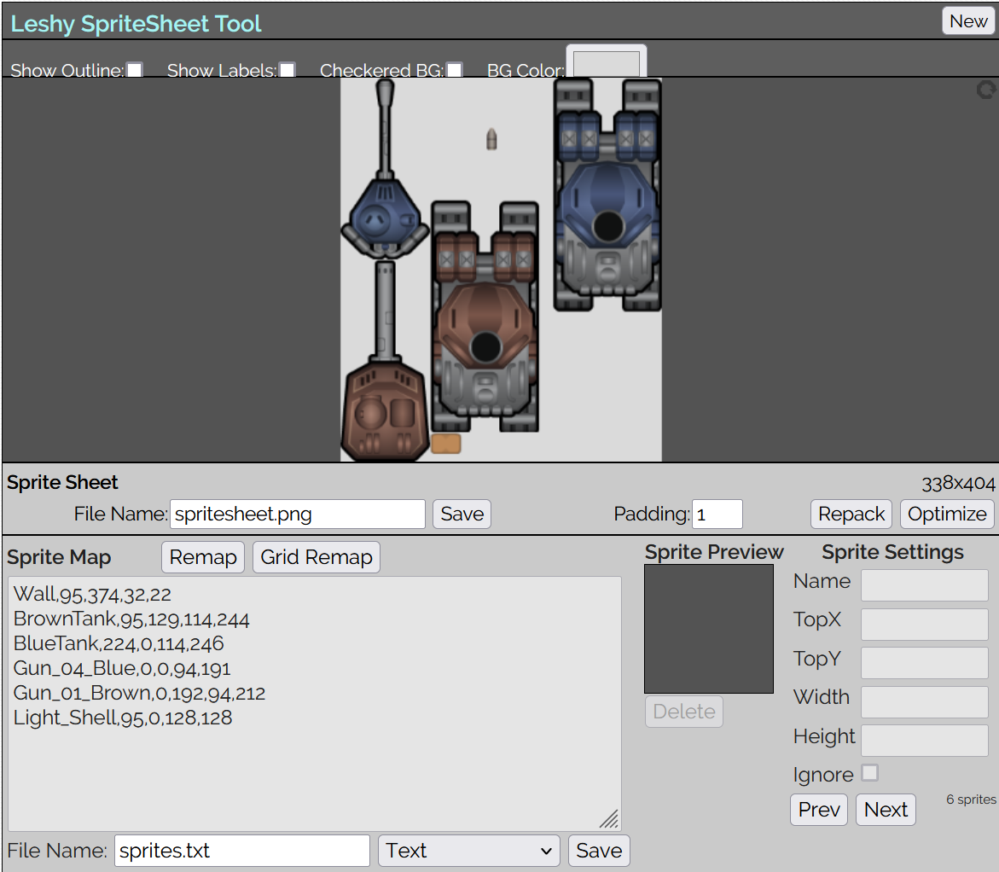 Leshy SpriteSheet Tool
New
Show Outline: Show Labels: Checkered BG: BG Color:
Sprite Sheet
338x404
File Name: spritesheet.png Save Padding: 1 Repack Optimize
Sprite Map Remap Grid Remap
Wall,95,374,32,22
BrownTank,95,129,114,244
BlueTank,224,0,114,246
Gun_04_Blue,0,0,94,191
Gun_01_Brown,0,192,94,212
Light_Shell,95,0,128,128
File Name: sprites.txt Text Save
Sprite Preview
Delete
Sprite Settings
Name
TopX
TopY
Width
Height
Ignore
Prev Next 6 sprites